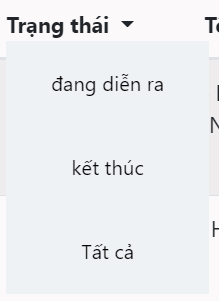 Trạng thái
đang diễn ra
kết thúc
Tất cả